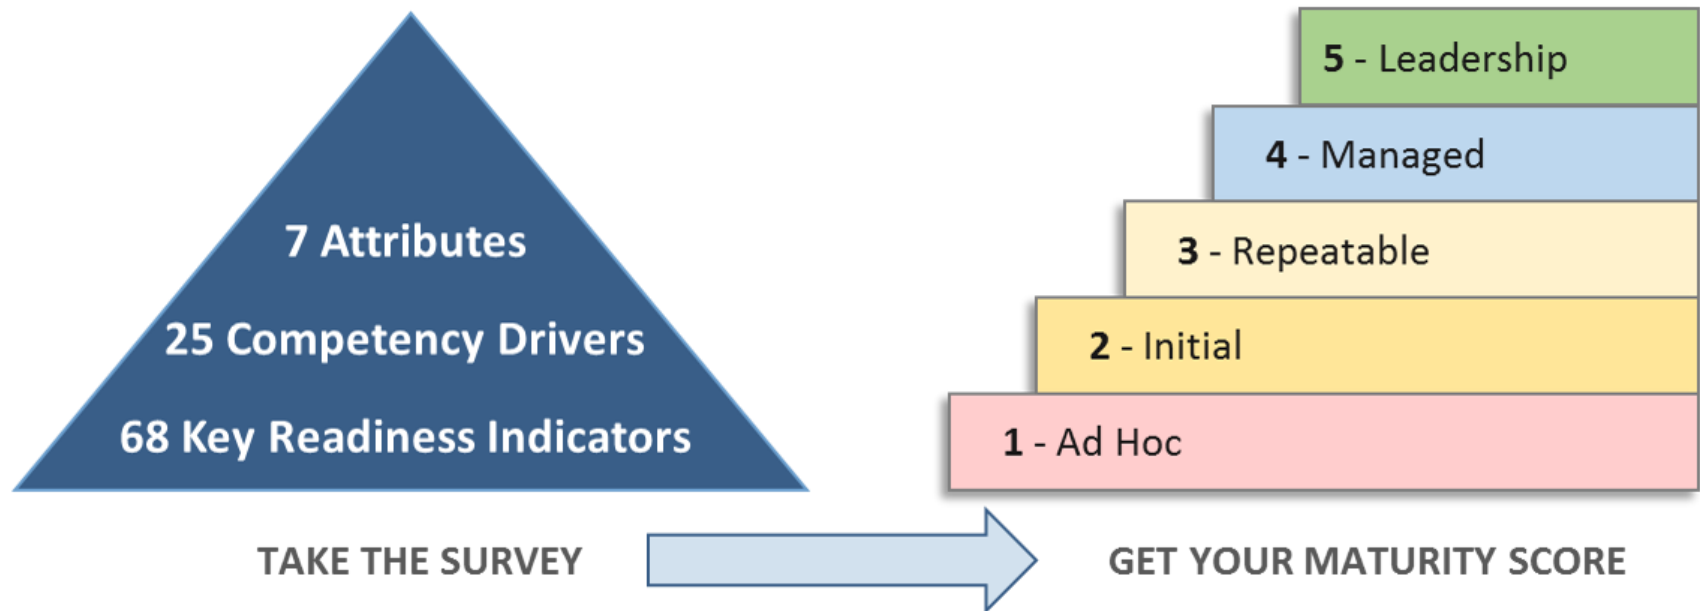 7 Attributes
25 Competency Drivers
68 Key Readiness Indicators
TAKE THE SURVEY
5 - Leadership
4 - Managed
3 - Repeatable
2 - Initial
1 - Ad Hoc
GET YOUR MATURITY SCORE